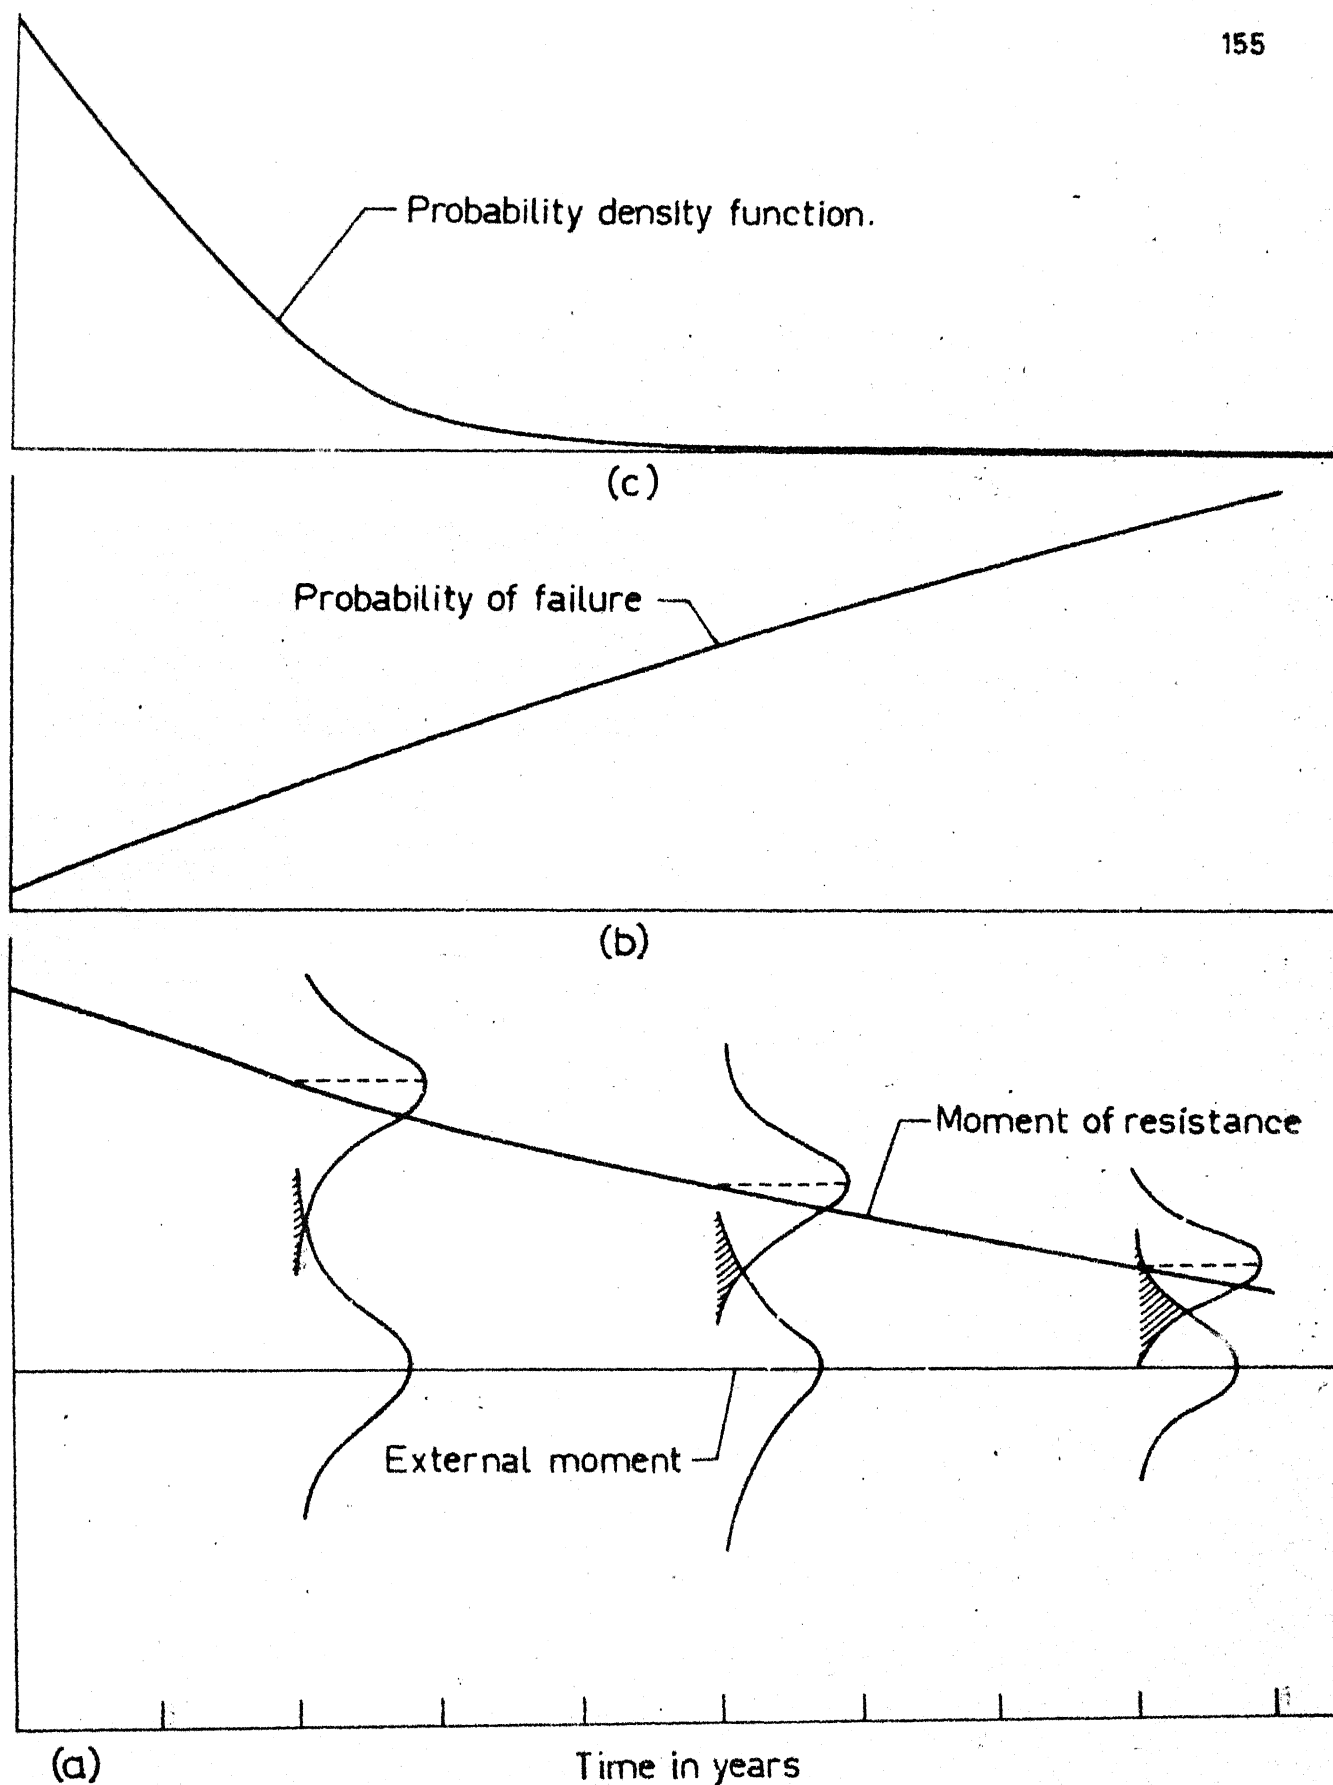 155
Probability density function.
(c)
Probability of failure
(b)
Moment of resistance
External moment
(a)
Time in years